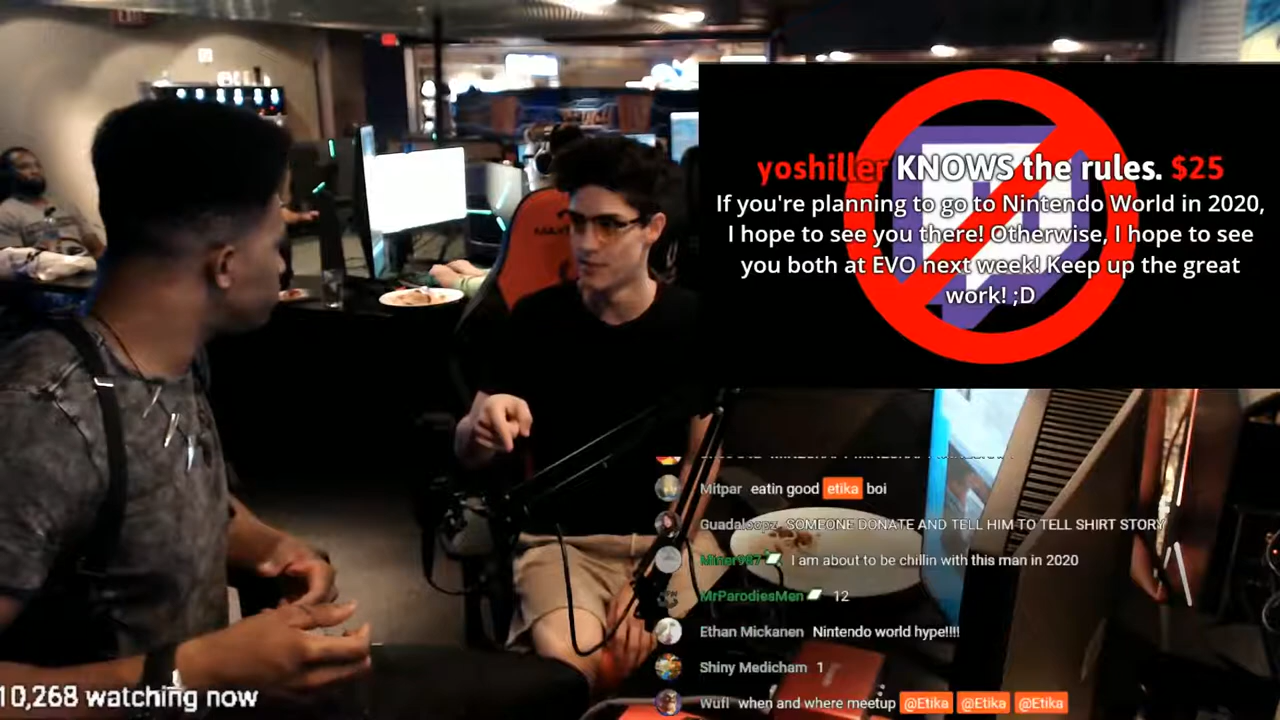 yoshiller KNOWS the rules. $25
If you're planning to go to Nintendo World in 2020,
I hope to see you there! Otherwise, I hope to see
you both at EVO next week! Keep up the great
work! ;D
Mitpar eatin good etika boi
Guadaloopz SOMEONE DONATE AND TELL HIM TO TELL SHIRT STORY
Miner987 I am about to be chillin with this man in 2020
MrParodiesMen 12
Ethan Mickanen Nintendo world hype!!!!
Shiny Medicham 1
Wufl when and where meetup @Etika @Etika @Etika
10,268 watching now